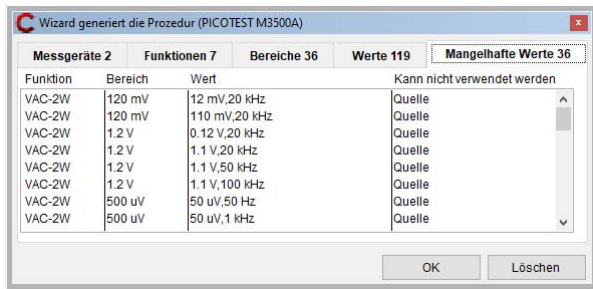 Wizard generiert die Prozedur (PICOTEST M3500A)
Messgeräte 2 Funktionen 7 Bereiche 36 Werte 119 Mangelhafte Werte 36
Funktion Bereich Wert Kann nicht verwendet werden
VAC-2W 120 mV 12 mV,20 kHz Quelle
VAC-2W 120 mV 110 mV,20 kHz Quelle
VAC-2W 1.2 V 0.12 V,20 kHz Quelle
VAC-2W 1.2 V 1.1 V,20 kHz Quelle
VAC-2W 1.2 V 1.1 V,50 kHz Quelle
VAC-2W 1.2 V 1.1 V,100 kHz Quelle
VAC-2W 500 uV 50 uV,50 Hz Quelle
VAC-2W 500 uV 50 uV,1 kHz Quelle
OK Löschen